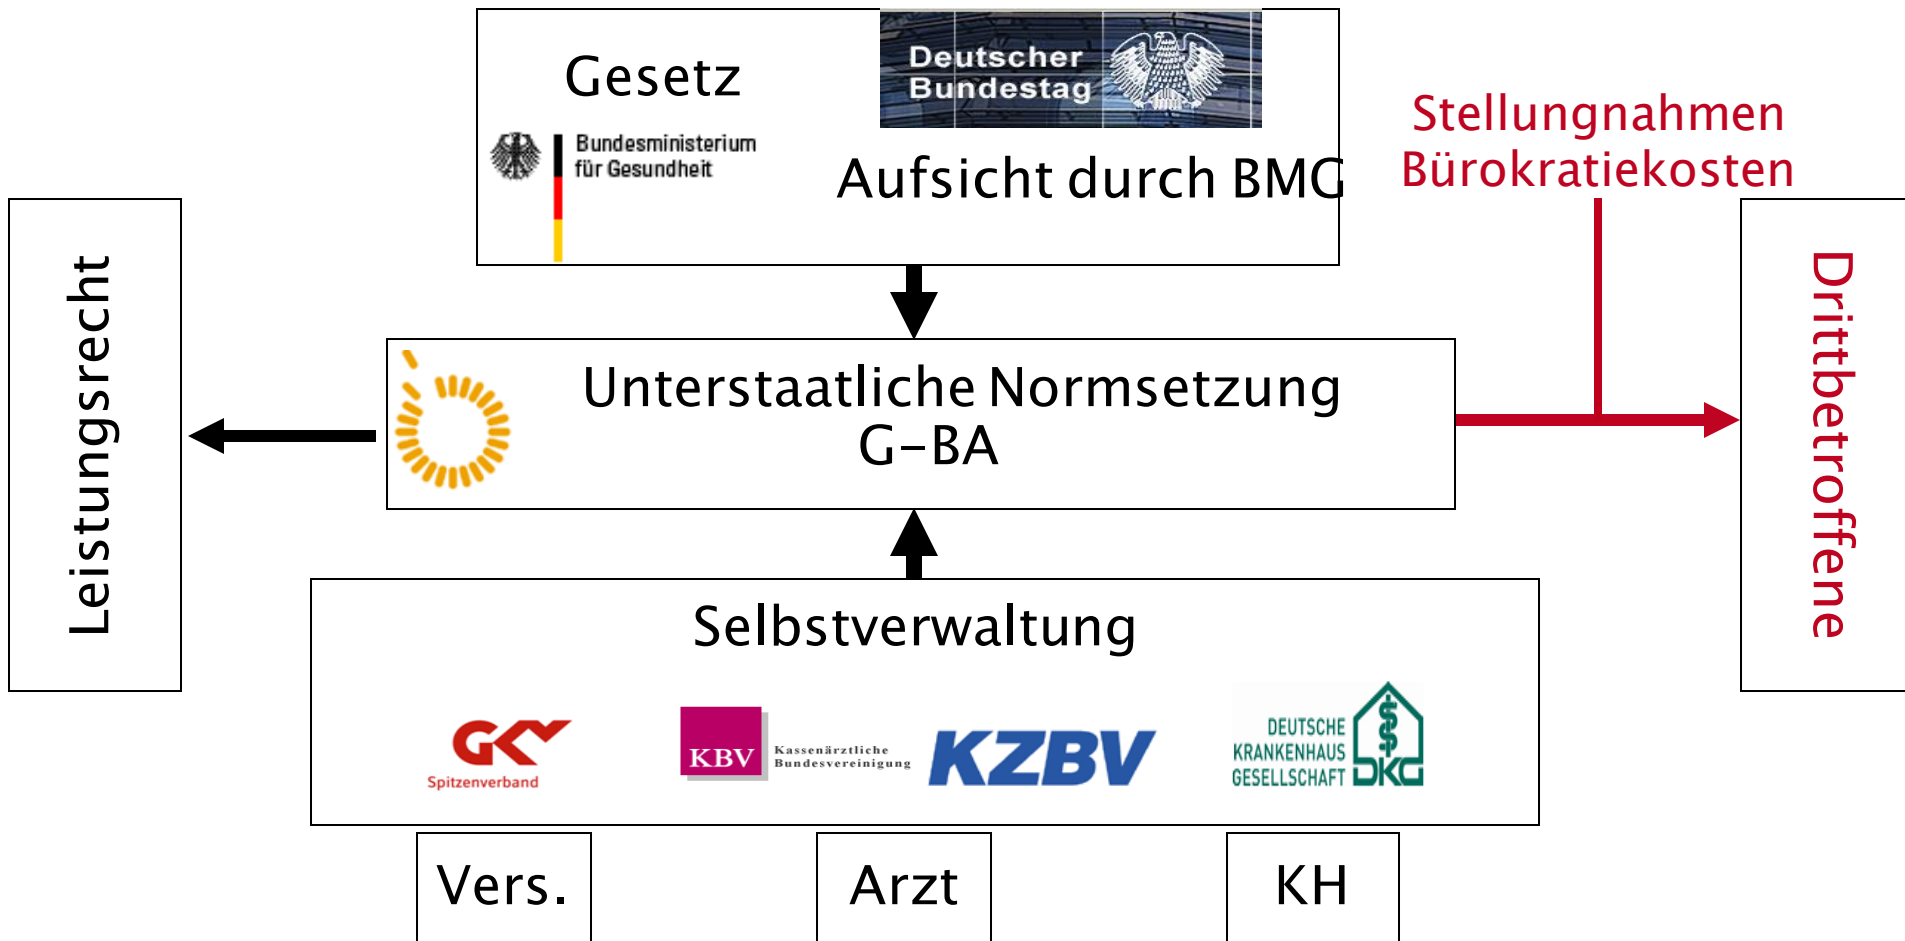 Gesetz
Deutscher
Bundestag
Bundesministerium
für Gesundheit
Aufsicht durch BMG
Stellungnahmen
Bürokratiekosten
Leistungsrecht
Unterstaatliche Normsetzung
G-BA
Drittbetroffene
Selbstverwaltung
GKV
Spitzenverband
KBV
Kassenärztliche
Bundesvereinigung
KZBV
DEUTSCHE
KRANKENHAUS
GESELLSCHAFT
DKG
Vers.
Arzt
KH